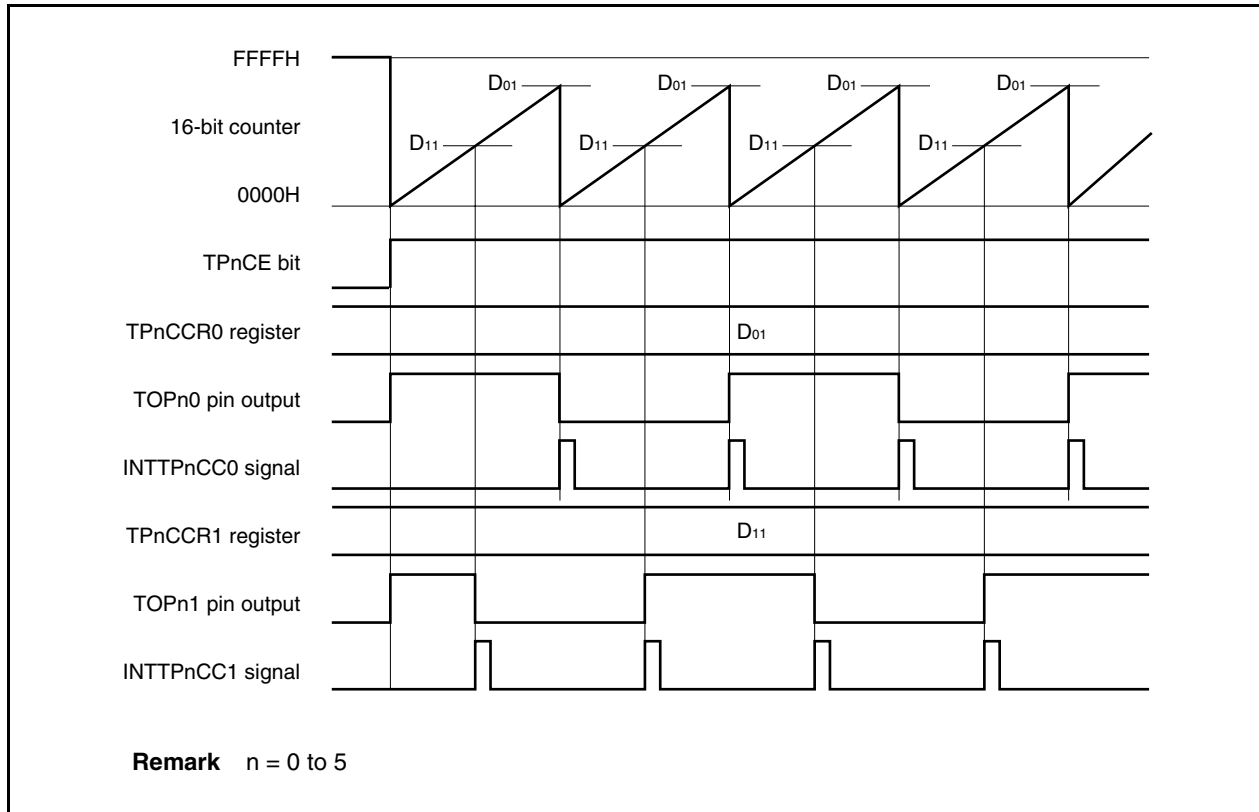 FFFFH
D01 D01 D01 D01
16-bit counter
D11 D11 D11 D11
0000H
TPnCE bit
TPnCCR0 register
D01
TOPn0 pin output
INTTPnCC0 signal
TPnCCR1 register
D11
TOPn1 pin output
INTTPnCC1 signal
Remark n = 0 to 5